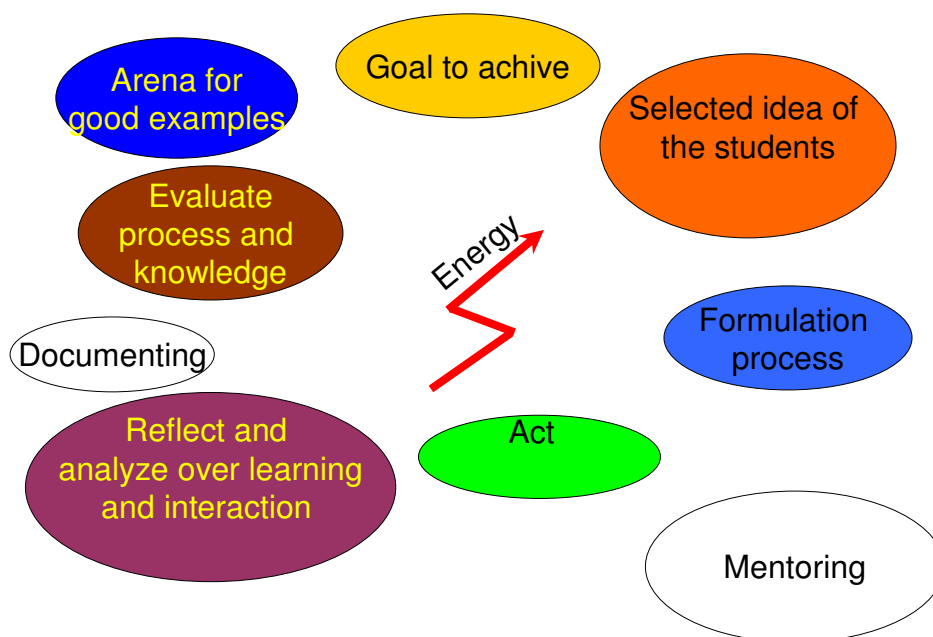 Arena for
good examples
Goal to achive
Selected idea of
the students
Evaluate
process and
knowledge
Energy
Formulation
process
Documenting
Reflect and
analyze over learning
and interaction
Act
Mentoring